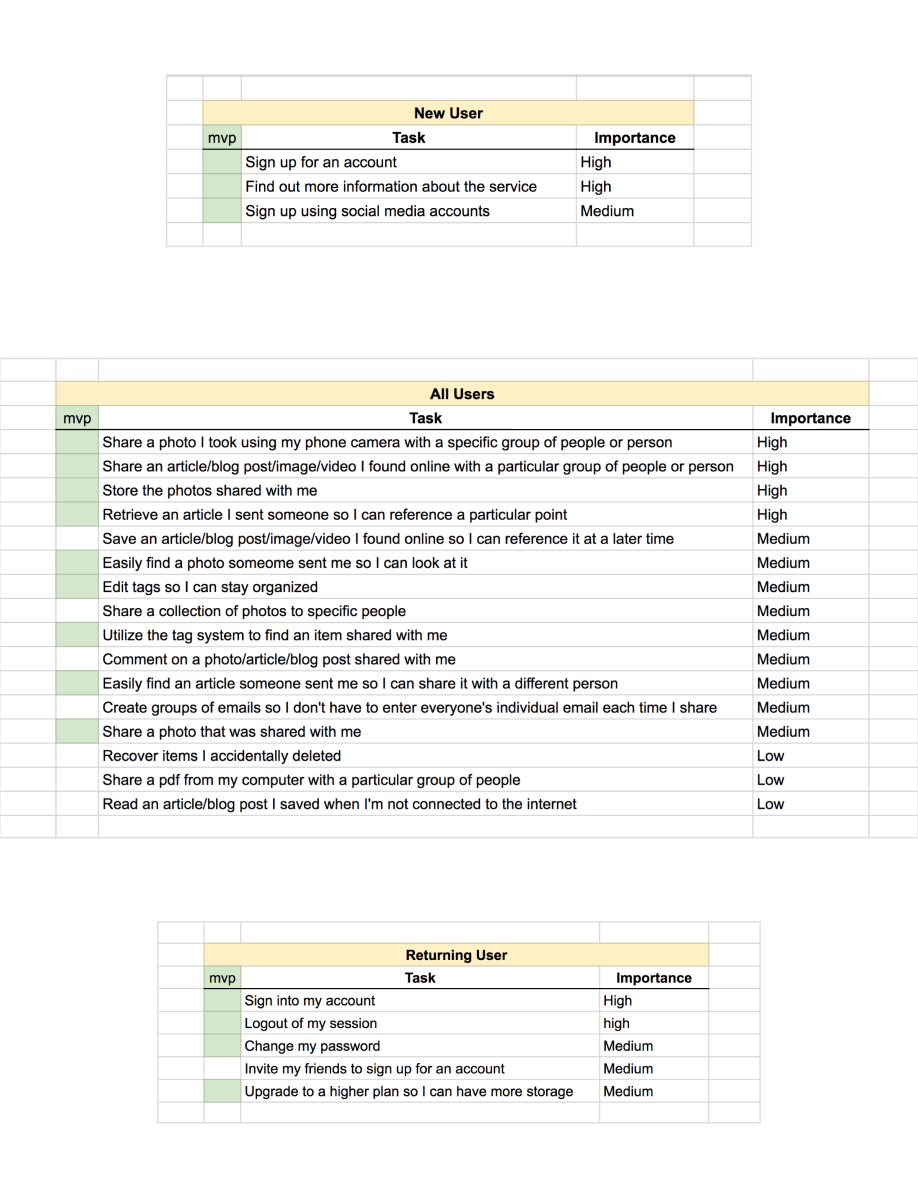 New User
mvp Task Importance
Sign up for an account High
Find out more information about the service High
Sign up using social media accounts Medium
All Users
mvp Task Importance
Share a photo I took using my phone camera with a specific group of people or person High
Share an article/blog post/image/video I found online with a particular group of people or person High
Store the photos shared with me High
Retrieve an article I sent someone so I can reference a particular point High
Save an article/blog post/image/video I found online so I can reference it at a later time Medium
Easily find a photo someome sent me so I can look at it Medium
Edit tags so I can stay organized Medium
Share a collection of photos to specific people Medium
Utilize the tag system to find an item shared with me Medium
Comment on a photo/article/blog post shared with me Medium
Easily find an article someone sent me so I can share it with a different person Medium
Create groups of emails so I don't have to enter everyone's individual email each time I share Medium
Share a photo that was shared with me Medium
Recover items I accidentally deleted Low
Share a pdf from my computer with a particular group of people Low
Read an article/blog post I saved when I'm not connected to the internet Low
Returning User
mvp Task Importance
Sign into my account High
Logout of my session high
Change my password Medium
Invite my friends to sign up for an account Medium
Upgrade to a higher plan so I can have more storage Medium